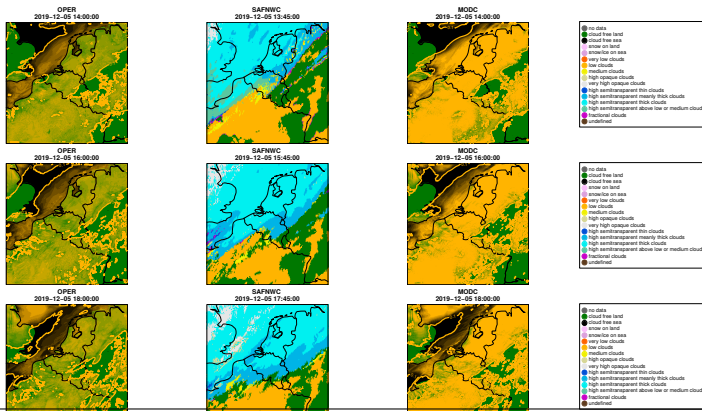 OPER
2019-12-05 14:00:00
SAFNWC
2019-12-05 13:45:00
MODC
2019-12-05 14:00:00
no data
cloud free land
cloud free sea
snow on land
snow/ice on sea
very low clouds
low clouds
medium clouds
high opaque clouds
very high opaque clouds
high semitransparent thin clouds
high semitransparent meanly thick clouds
high semitransparent thick clouds
high semitransparent above low or medium cloud
fractional clouds
undefined
OPER
2019-12-05 16:00:00
SAFNWC
2019-12-05 15:45:00
MODC
2019-12-05 16:00:00
no data
cloud free land
cloud free sea
snow on land
snow/ice on sea
very low clouds
low clouds
medium clouds
high opaque clouds
very high opaque clouds
high semitransparent thin clouds
high semitransparent meanly thick clouds
high semitransparent thick clouds
high semitransparent above low or medium cloud
fractional clouds
undefined
OPER
2019-12-05 18:00:00
SAFNWC
2019-12-05 17:45:00
MODC
2019-12-05 18:00:00
no data
cloud free land
cloud free sea
snow on land
snow/ice on sea
very low clouds
low clouds
medium clouds
high opaque clouds
very high opaque clouds
high semitransparent thin clouds
high semitransparent meanly thick clouds
high semitransparent thick clouds
high semitransparent above low or medium cloud
fractional clouds
undefined